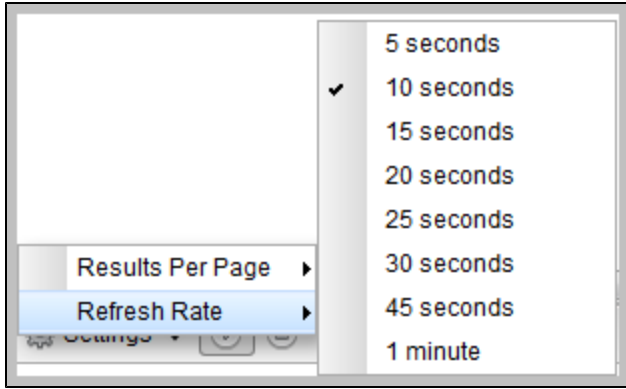 5 seconds
10 seconds
15 seconds
20 seconds
25 seconds
30 seconds
45 seconds
1 minute
Results Per Page
Refresh Rate
Settings